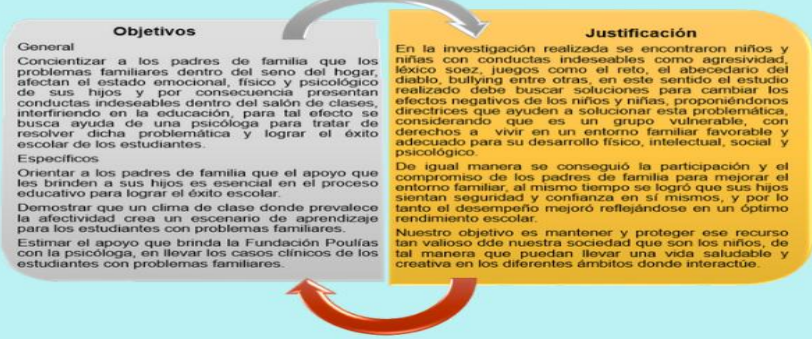 Objetivos
General
Concientizar a los padres de familia que los
problemas familiares dentro del seno del hogar,
afectan el estado emocional, físico y psicológico
de sus hijos y por consecuencia presentan
conductas indeseables dentro del salón de clases,
interfiriendo en la educación, para tal efecto se
busca ayuda de una psicóloga para tratar de
resolver dicha problemática y lograr el éxito
escolar de los estudiantes.
Específicos
Orientar a los padres de familia que el apoyo que
les brinden a sus hijos es esencial en el proceso
educativo para lograr el éxito escolar.
Demostrar que un clima de clase donde prevalece
la afectividad crea un escenario de aprendizaje
para los estudiantes con problemas familiares.
Estimar el apoyo que brinda la Fundación Poulías
con la psicóloga, en llevar los casos clínicos de los
estudiantes con problemas familiares.
Justificación
En la investigación realizada se encontraron niños y
niñas con conductas indeseables como agresividad,
léxico soez, juegos como el reto, el abecedario del
diablo, bullying entre otras, en este sentido el estudio
realizado debe buscar soluciones para cambiar los
efectos negativos de los niños y niñas, proponiéndonos
directrices que ayuden a solucionar esta problemática,
considerando que es un grupo vulnerable, con
derechos a vivir en un entorno familiar favorable y
adecuado para su desarrollo físico, intelectual, social y
psicológico.
De igual manera se consiguió la participación y el
compromiso de los padres de familia para mejorar el
entorno familiar, al mismo tiempo se logró que sus hijos
sientan seguridad y confianza en sí mismos, y por lo
tanto el desempeño mejoró reflejándose en un óptimo
rendimiento escolar.
Nuestro objetivo es mantener y proteger ese recurso
tan valioso dde nuestra sociedad que son los niños, de
tal manera que puedan llevar una vida saludable y
creativa en los diferentes ámbitos donde interactúe.